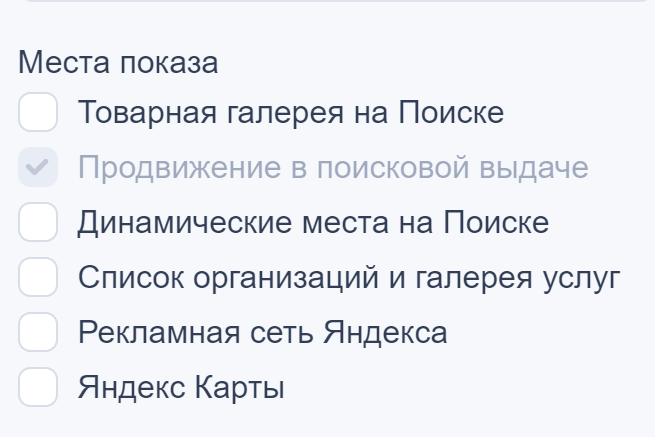 Места показа
Товарная галерея на Поиске
Продвижение в поисковой выдаче
Динамические места на Поиске
Список организаций и галерея услуг
Рекламная сеть Яндекса
Яндекс Карты